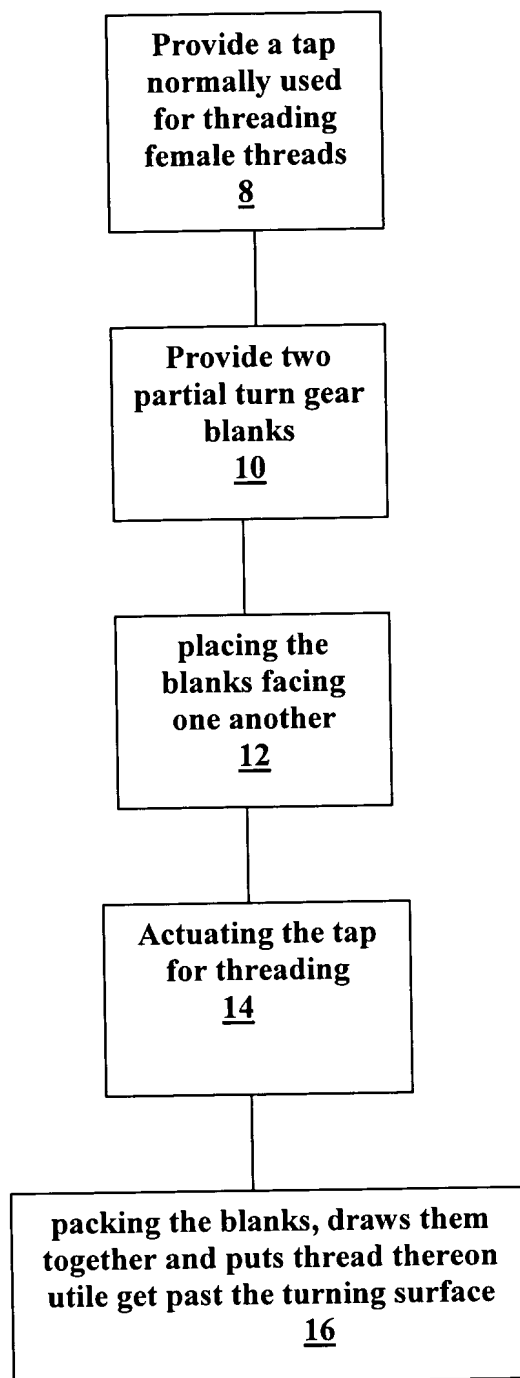 Provide a tap
normally used
for threading
female threads
8
Provide two
partial turn gear
blanks
10
placing the
blanks facing
one another
12
Actuating the tap
for threading
14
packing the blanks, draws them
together and puts thread thereon
utile get past the turning surface
16